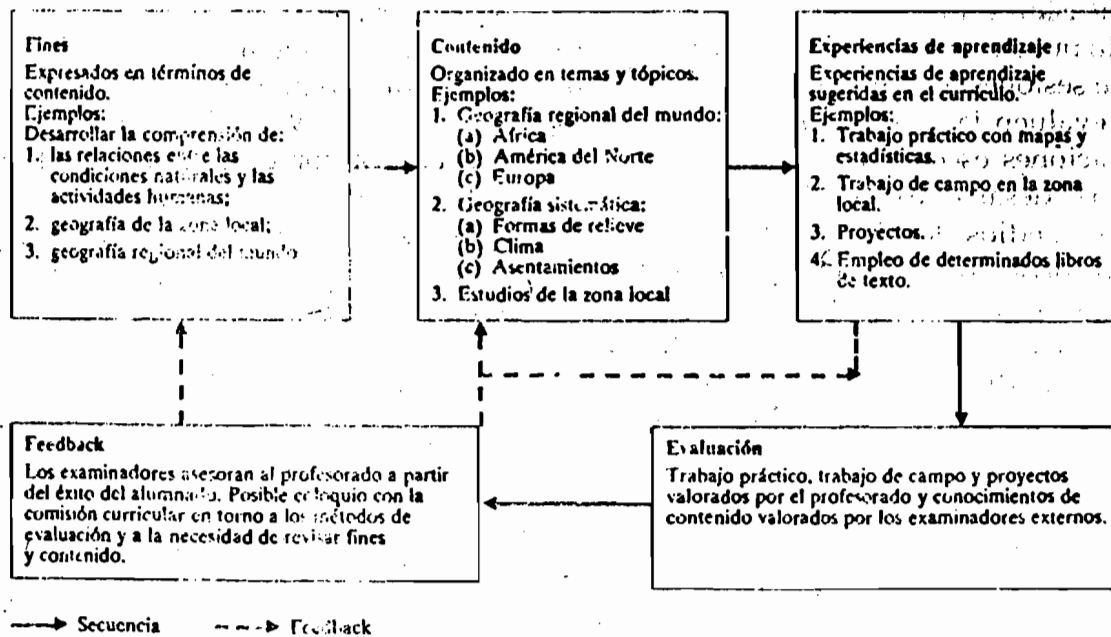 Fines
Expresados en términos de
contenido.
Ejemplos:
Desarrollar la comprensión de:
1. las relaciones entre las
condiciones naturales y las
actividades humanas;
2. geografía de la zona local;
3. geografía regional del mundo
Contenido
Organizado en temas y tópicos.
Ejemplos:
1. Geografía regional del mundo:
(a) Africa
(b) América del Norte
(c) Europa
2. Geografía sistemática:
(a) Formas de relieve
(b) Clima
(c) Asentamientos
3. Estudios de la zona local
Experiencias de aprendizaje
Experiencias de aprendizaje
sugeridas en el currículo.
Ejemplos:
1. Trabajo práctico con mapas y
estadísticas.
2. Trabajo de campo en la zona
local.
3. Proyectos.
4. Empleo de determinados libros
de texto.
Feedback
Los examinadores asesoran al profesorado a partir
del éxito del alumnado. Posible coloquio con la
comisión curricular en torno a los métodos de
evaluación y a la necesidad de revisar fines
y contenido.
Evaluación
Trabajo práctico, trabajo de campo y proyectos
valorados por el profesorado y conocimientos de
contenido valorados por los examinadores externos.
Secuencia
Feedback